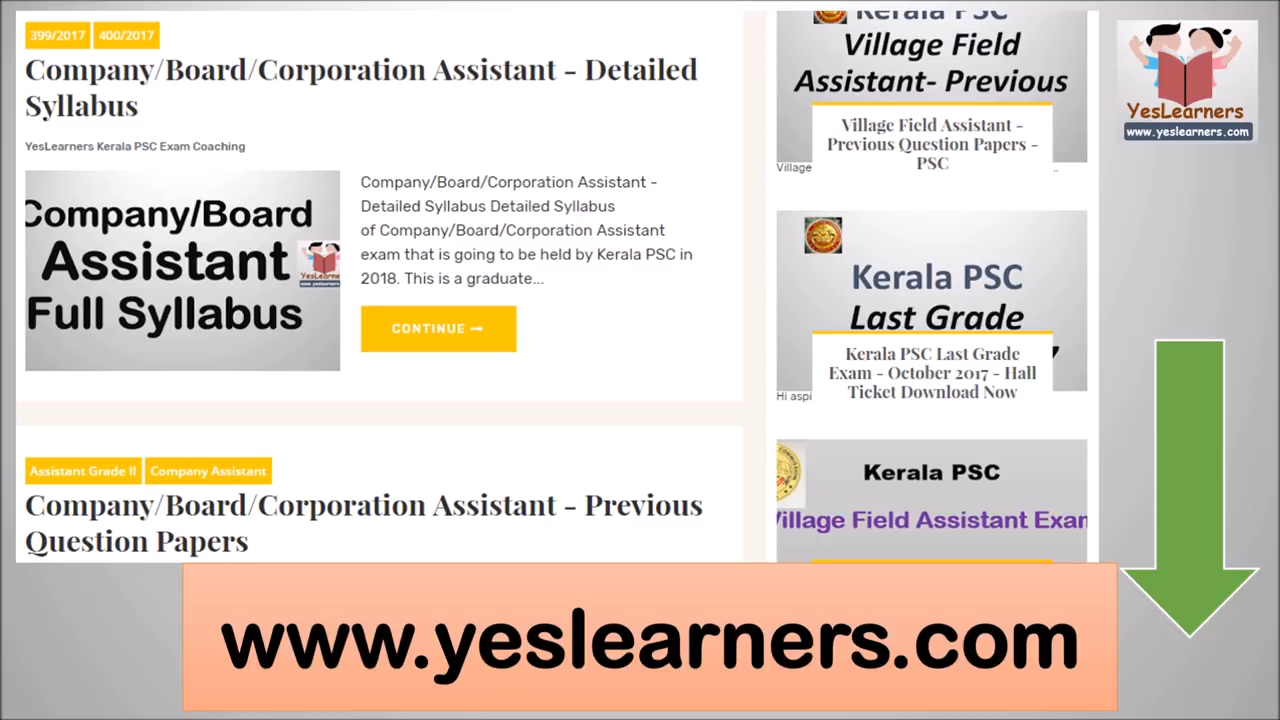 399/2017 400/2017
Company/Board/Corporation Assistant - Detailed
Syllabus
YesLearners Kerala PSC Exam Coaching
Company/Board
Assistant
Full Syllabus
YesLearners
Company/Board/Corporation Assistant -
Detailed Syllabus Detailed Syllabus
of Company/Board/Corporation Assistant
exam that is going to be held by Kerala PSC in
2018. This is a graduate...
CONTINUE
Assistant Grade II Company Assistant
Company/Board/Corporation Assistant - Previous
Question Papers
Kerala PSC
Village Field
Assistant- Previous
Village Field Assistant -
Previous Question Papers -
PSC
Village ..
Kerala PSC
Last Grade
Kerala PSC Last Grade
Exam - October 2017 - Hall
Ticket Download Now
Hi aspi
Kerala PSC
Village Field Assistant Exam
YesLearners
www.yeslearners.com
www.yeslearners.com